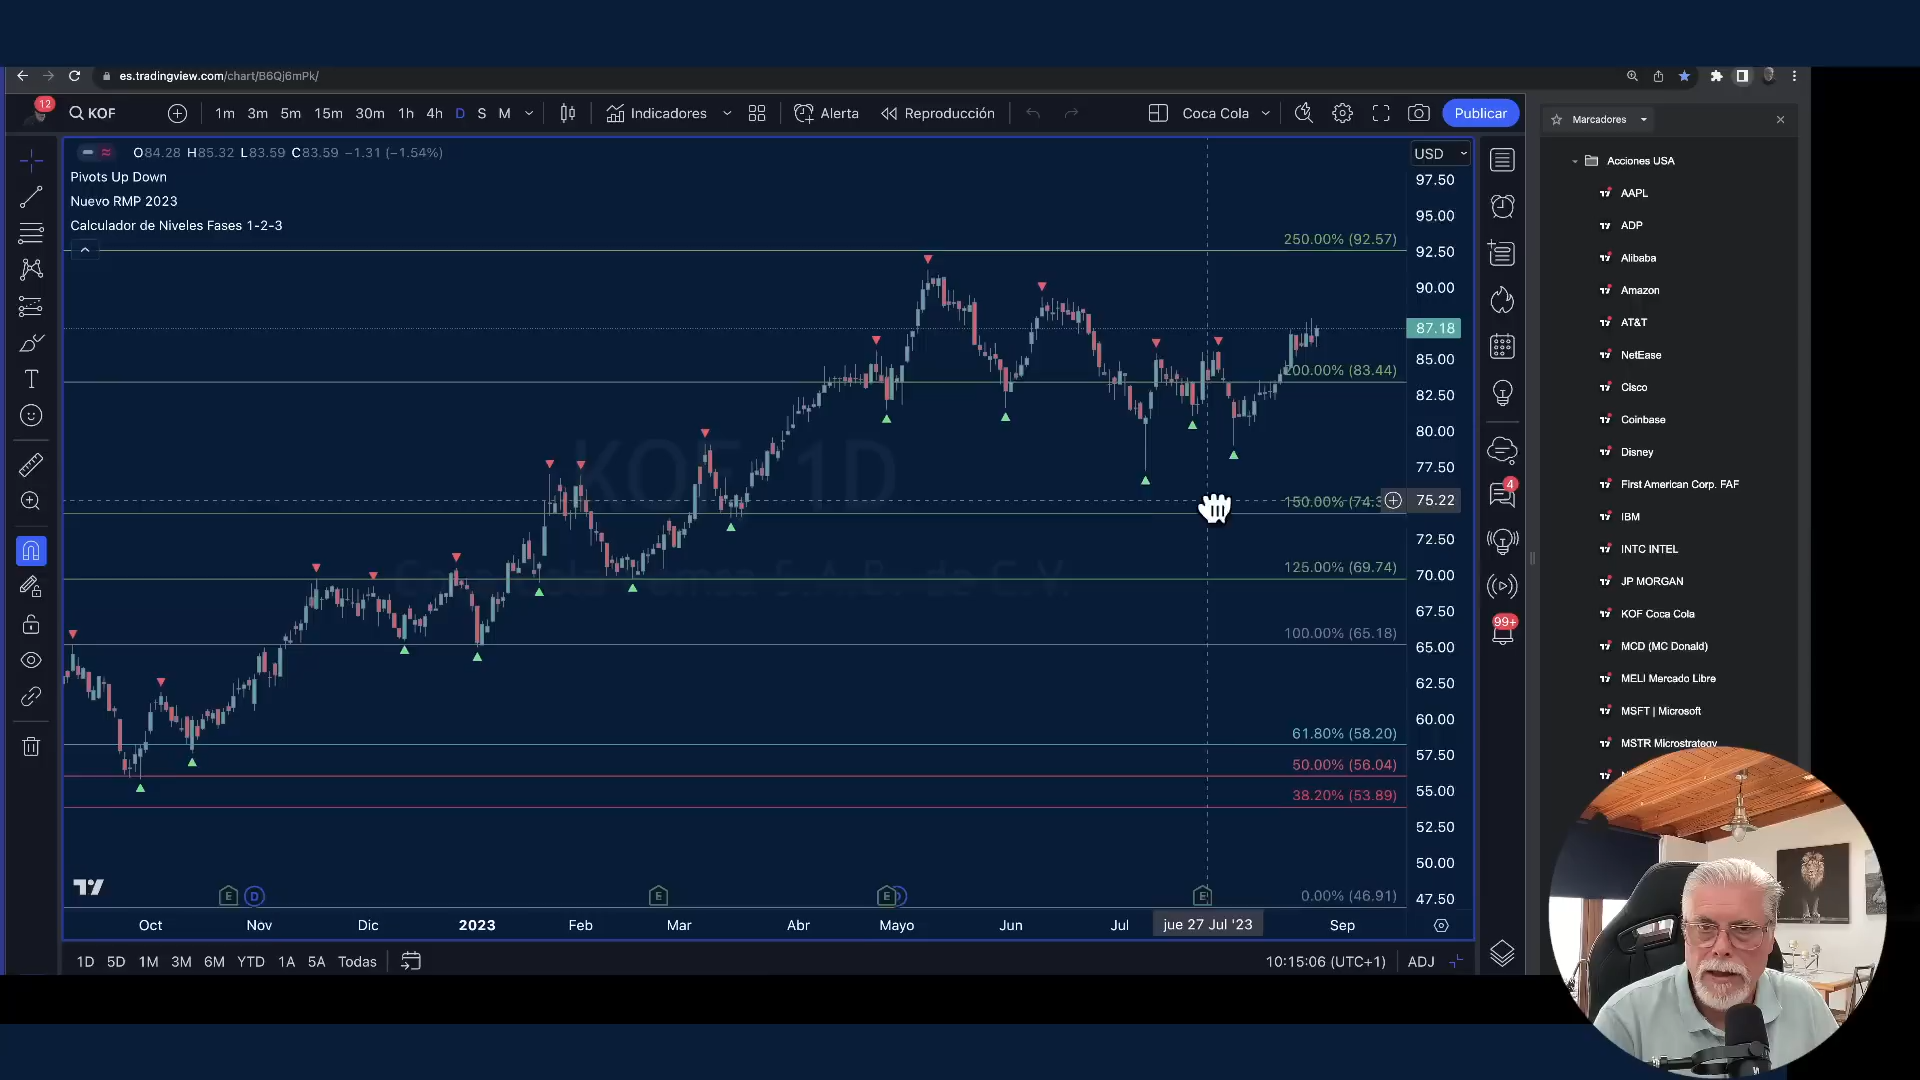 es.tradingview.com/chart/B6Qj6mPk/
12
KOF
1m 3m 5m 15m 30m 1h 4h D S M
Indicadores
Alerta
Reproducción
Coca Cola
Publicar
O84.28 H85.32 L83.59 C83.59 −1.31 (−1.54%)
Pivots Up Down
Nuevo RMP 2023
Calculador de Niveles Fases 1-2-3
USD
97.50
95.00
250.00% (92.57)
92.50
90.00
87.18
85.00
200.00% (83.44)
82.50
80.00
77.50
KOF, 1D
150.00% (74.3
75.22
72.50
125.00% (69.74)
70.00
67.50
100.00% (65.18)
65.00
62.50
60.00
61.80% (58.20)
57.50
50.00% (56.04)
55.00
38.20% (53.89)
52.50
50.00
0.00% (46.91)
47.50
E D E E E
Oct Nov Dic 2023 Feb Mar Abr Mayo Jun Jul jue 27 Jul '23 Sep
1D 5D 1M 3M 6M YTD 1A 5A Todas
10:15:06 (UTC+1) ADJ
4
99+
Marcadores
Acciones USA
AAPL
ADP
Alibaba
Amazon
AT&T
NetEase
Cisco
Coinbase
Disney
First American Corp. FAF
IBM
INTC INTEL
JP MORGAN
KOF Coca Cola
MCD (MC Donald)
MELI Mercado Libre
MSFT | Microsoft
MSTR Microstrategy